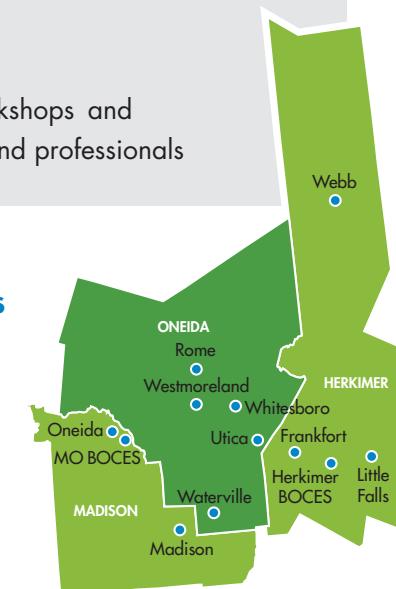 kshops and
nd professionals
s
Webb
ONEIDA
Rome
Westmoreland
HERKIMER
Whitesboro
Oneida
Utica
Frankfort
MO BOCES
Herkimer
BOCES
Little
Falls
MADISON
Waterville
Madison